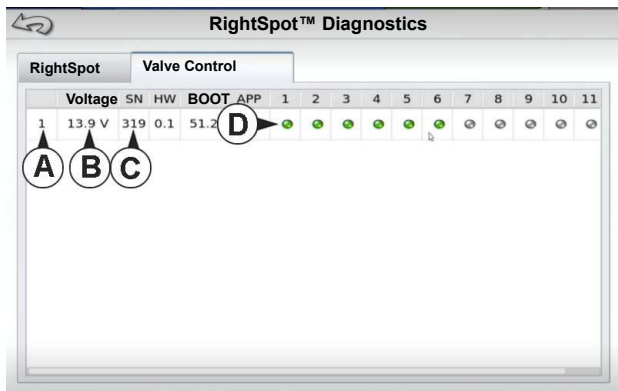 RightSpot™ Diagnostics
RightSpot Valve Control
Voltage SN HW BOOT APP 1 2 3 4 5 6 7 8 9 10 11
1 13.9 V 319 0.1 51.2 D
A B C